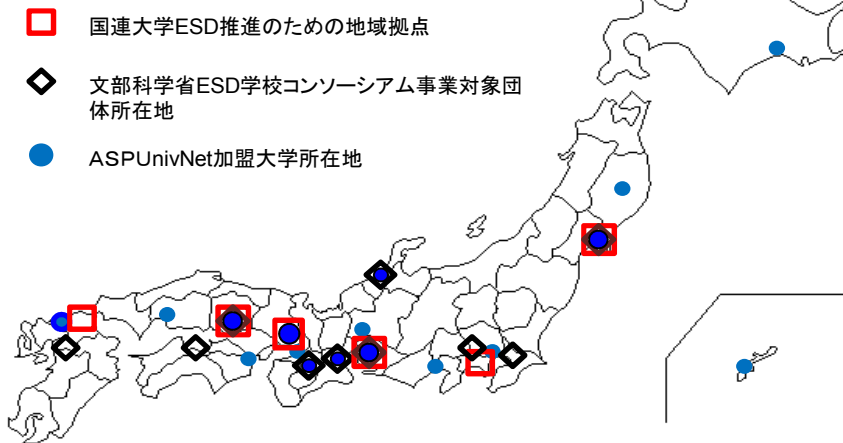 国連大学ESD推進のための地域拠点
文部科学省ESD学校コンソーシアム事業対象団
体所在地
ASPUnivNet加盟大学所在地